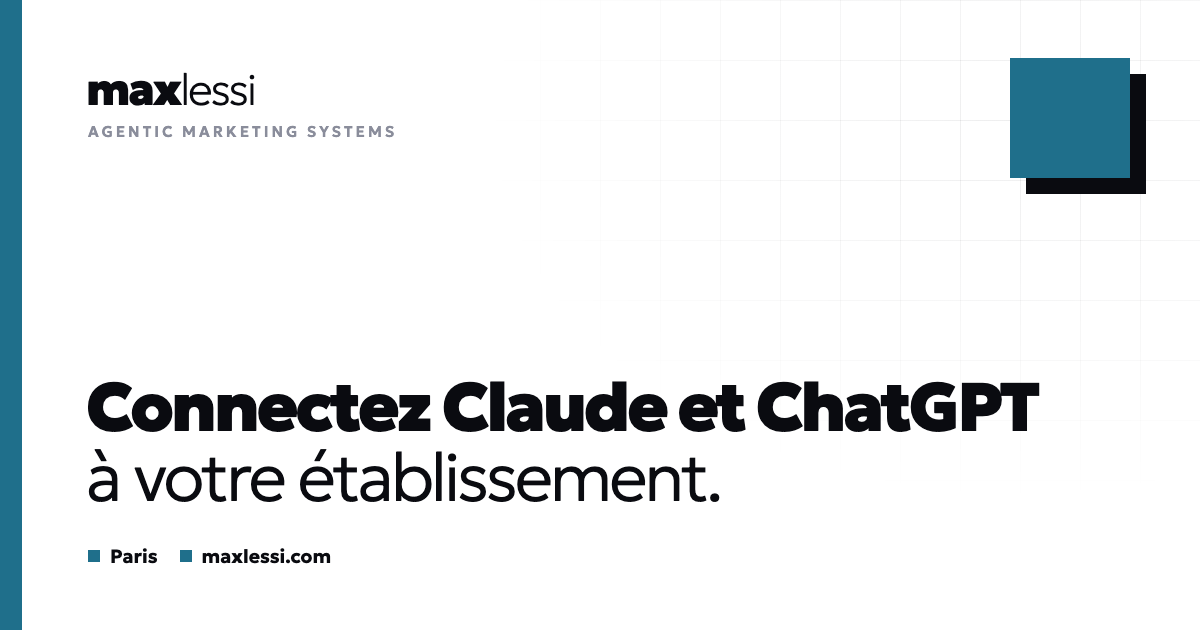 maxlessi
AGENTIC MARKETING SYSTEMS
Connectez Claude et ChatGPT
à votre établissement.
Paris maxlessi.com